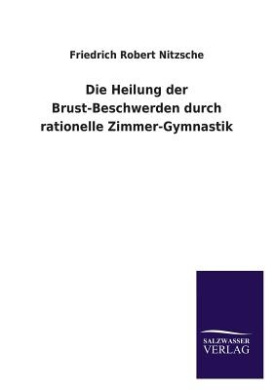 Friedrich Robert Nitzsche
Die Heilung der
Brust-Beschwerden durch
rationelle Zimmer-Gymnastik
SALZWASSER
VERLAG